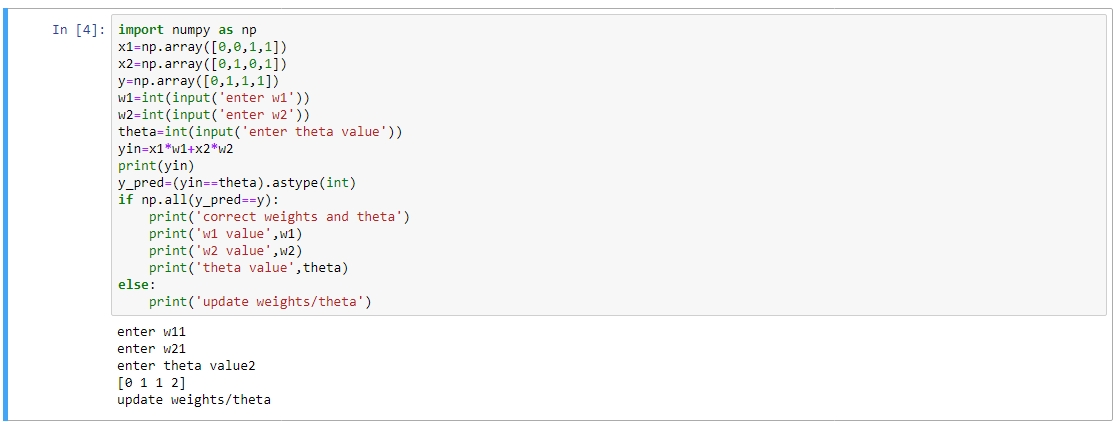 In [4]: import numpy as np
x1=np.array([0,0,1,1])
x2=np.array([0,1,0,1])
y=np.array([0,1,1,1])
w1=int(input('enter w1'))
w2=int(input('enter w2'))
theta=int(input('enter theta value'))
yin=x1*w1+x2*w2
print(yin)
y_pred=(yin==theta).astype(int)
if np.all(y_pred==y):
    print('correct weights and theta')
    print('w1 value',w1)
    print('w2 value',w2)
    print('theta value',theta)
else:
    print('update weights/theta')
enter w11
enter w21
enter theta value2
[0 1 1 2]
update weights/theta